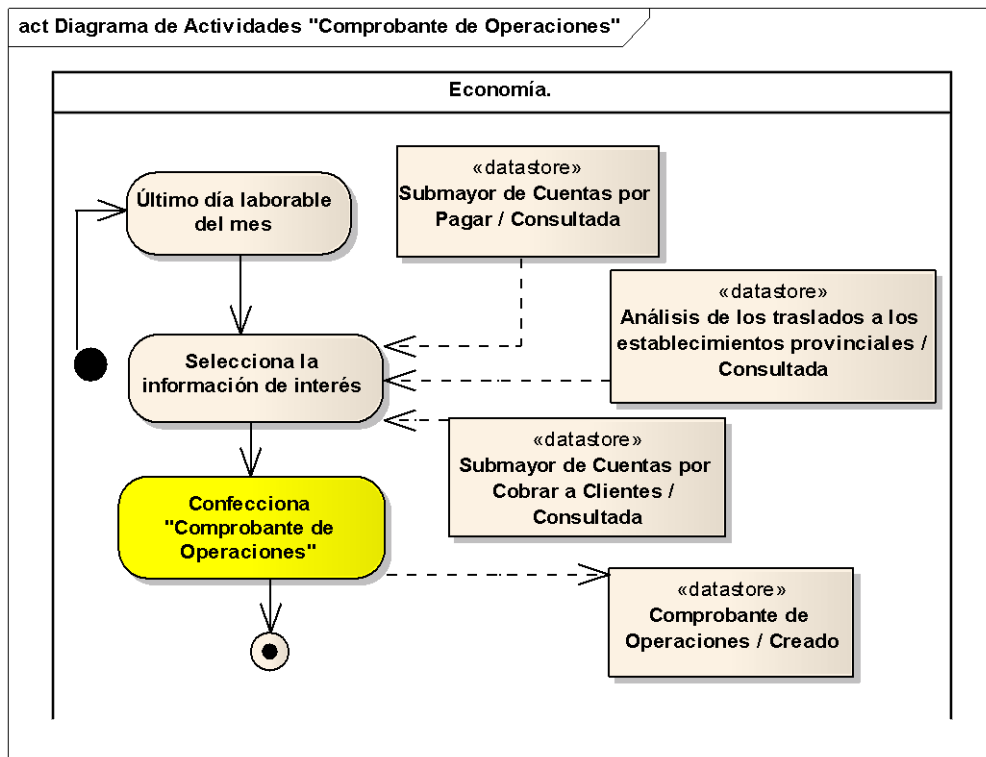 act Diagrama de Actividades "Comprobante de Operaciones"
Economía.
Último día laborable
del mes
«datastore»
Submayor de Cuentas por
Pagar / Consultada
«datastore»
Análisis de los traslados a los
establecimientos provinciales /
Consultada
Selecciona la
información de interés
«datastore»
Submayor de Cuentas por
Cobrar a Clientes /
Consultada
Confecciona
"Comprobante de
Operaciones"
«datastore»
Comprobante de
Operaciones / Creado